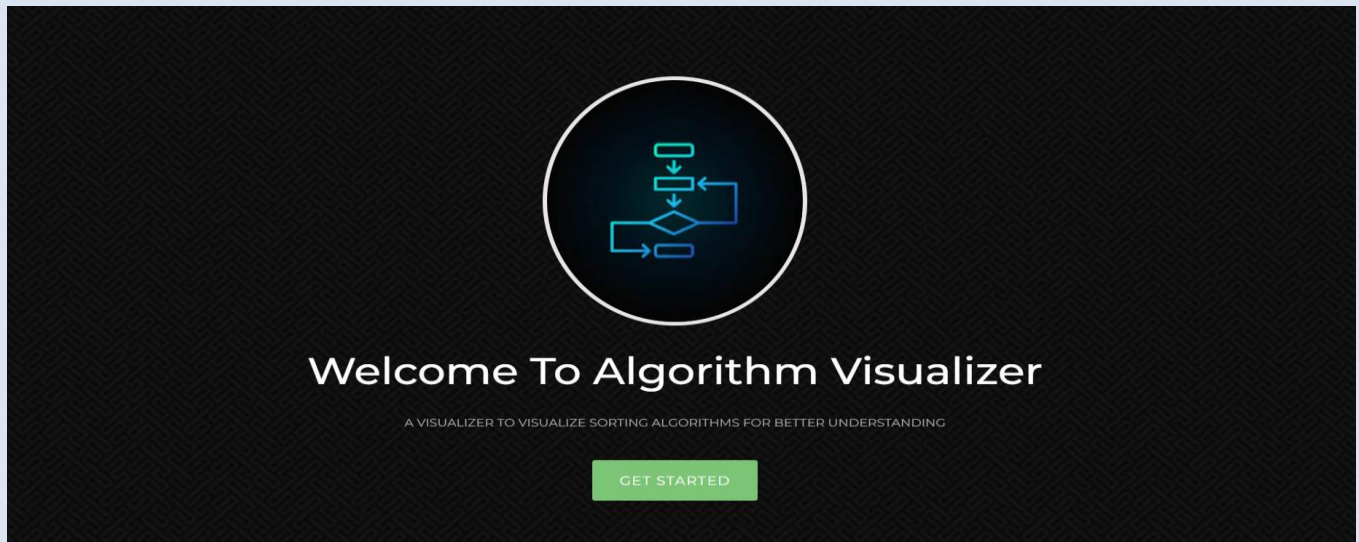 Welcome To Algorithm Visualizer
A VISUALIZER TO VISUALIZE SORTING ALGORITHMS FOR BETTER UNDERSTANDING
GET STARTED